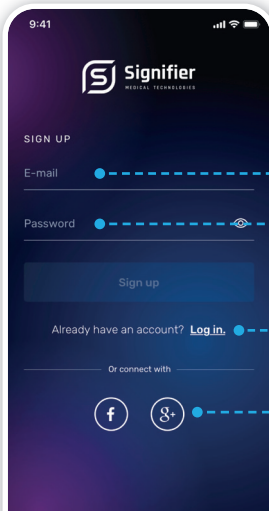 9:41
Signifier
MEDICAL TECHNOLOGIES
SIGN UP
E-mail
Password
Sign up
Already have an account? Log in.
Or connect with
f g+